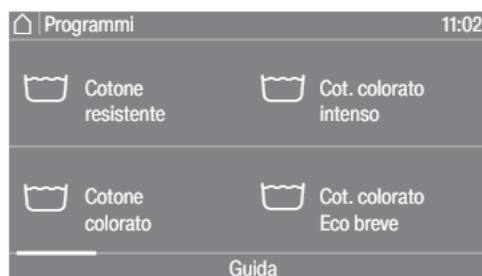 Programmi 11:02
Cotone
resistente
Cot. colorato
intenso
Cotone
colorato
Cot. colorato
Eco breve
Guida